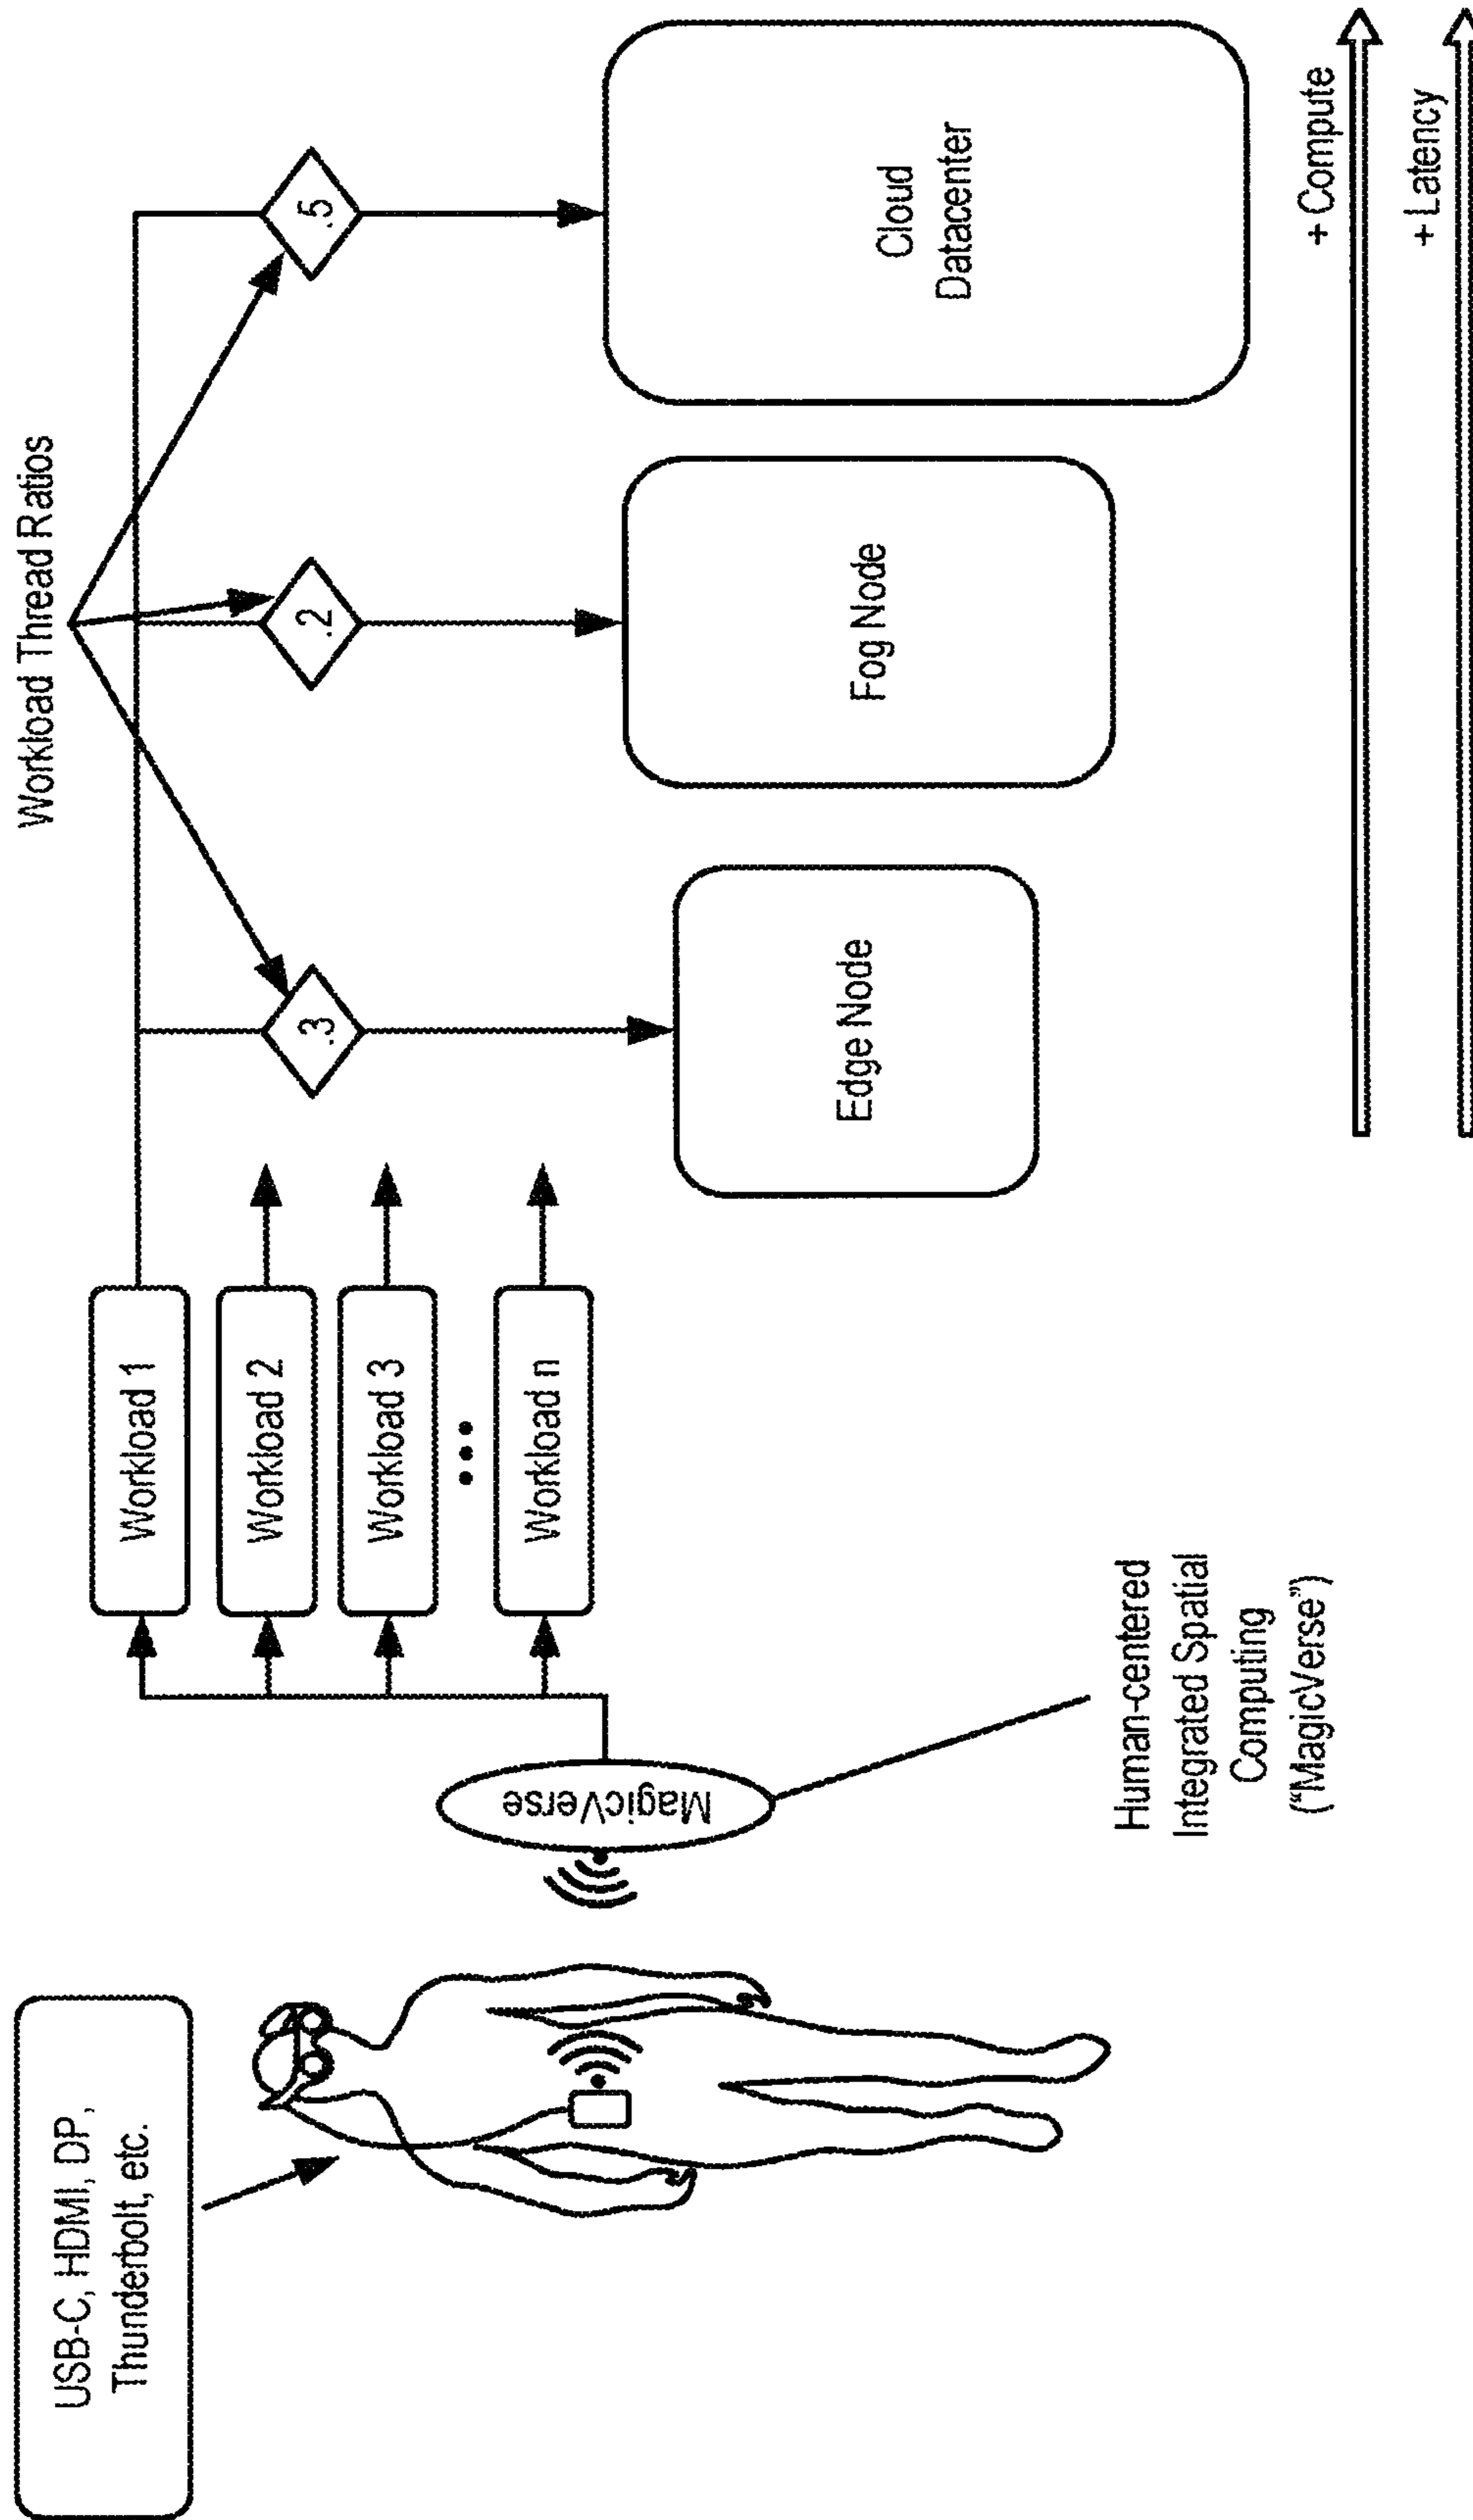 USB-C, HDMI, DP,
Thunderbolt, etc.
MagicVerse
Human-centered
Integrated Spatial
Computing
(“MagicVerse”)
Workload 1
Workload 2
Workload 3
•••
Workload n
Workload Thread Ratios
.3
.2
.5
Edge Node
Fog Node
Cloud
Datacenter
+ Compute
+ Latency